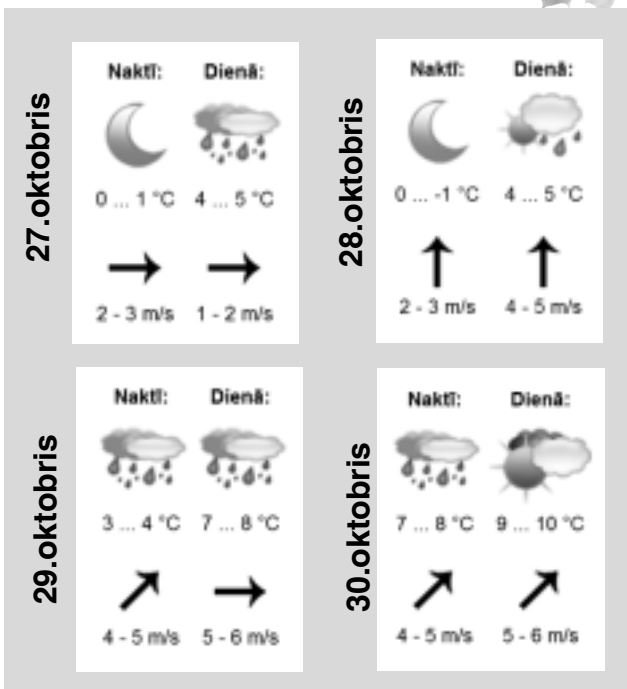 27.oktobris
Naktī: Dienā:
0 ... 1 °C 4 ... 5 °C
2 - 3 m/s 1 - 2 m/s
28.oktobris
Naktī: Dienā:
0 ... -1 °C 4 ... 5 °C
2 - 3 m/s 4 - 5 m/s
29.oktobris
Naktī: Dienā:
3 ... 4 °C 7 ... 8 °C
4 - 5 m/s 5 - 6 m/s
30.oktobris
Naktī: Dienā:
7 ... 8 °C 9 ... 10 °C
4 - 5 m/s 5 - 6 m/s